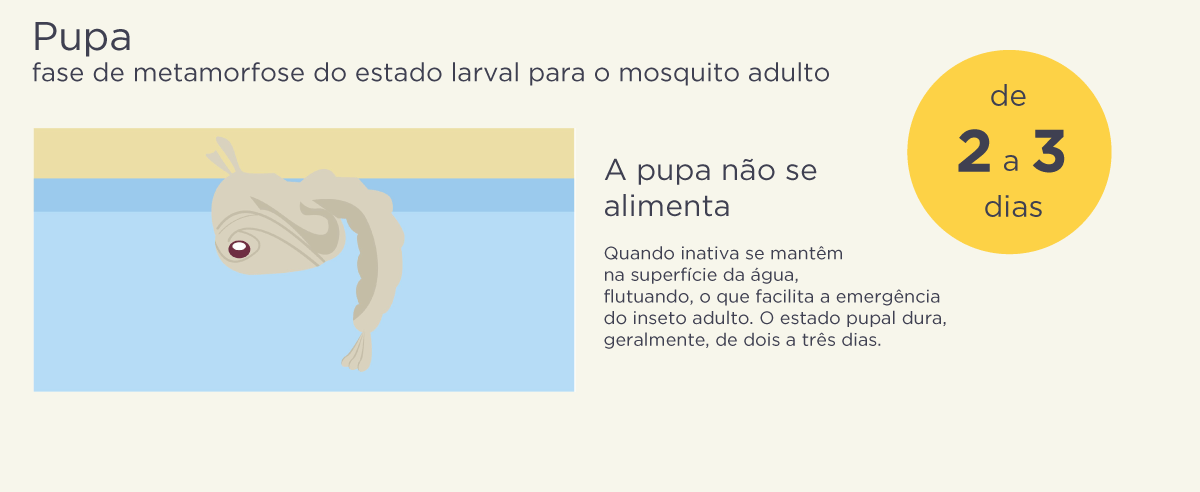 Pupa
fase de metamorfose do estado larval para o mosquito adulto
de
2 a 3
dias
A pupa não se
alimenta
Quando inativa se mantêm
na superfície da água,
flutuando, o que facilita a emergência
do inseto adulto. O estado pupal dura,
geralmente, de dois a três dias.